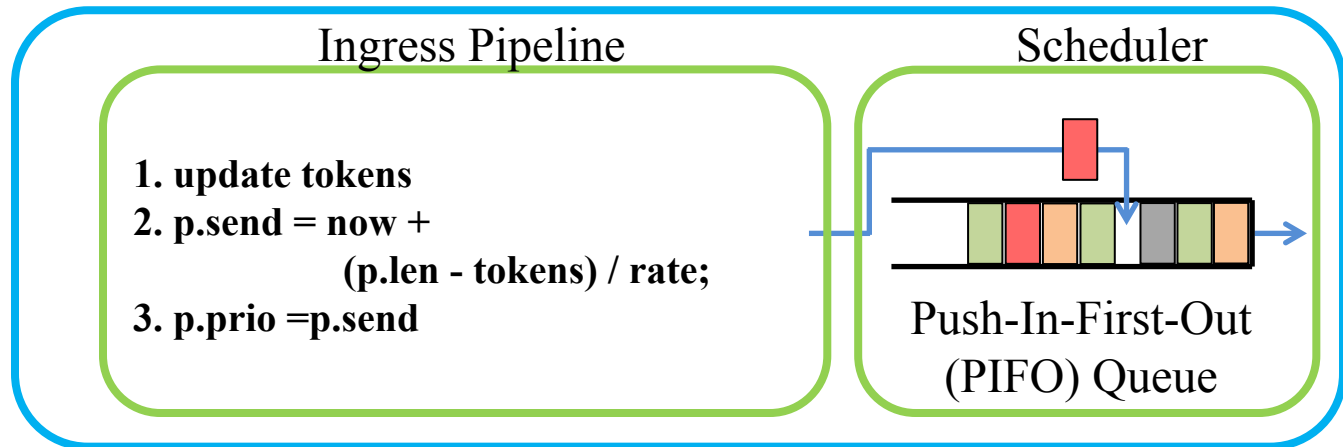 Ingress Pipeline
Scheduler
1. update tokens
2. p.send = now +
(p.len - tokens) / rate;
3. p.prio =p.send
Push-In-First-Out
(PIFO) Queue